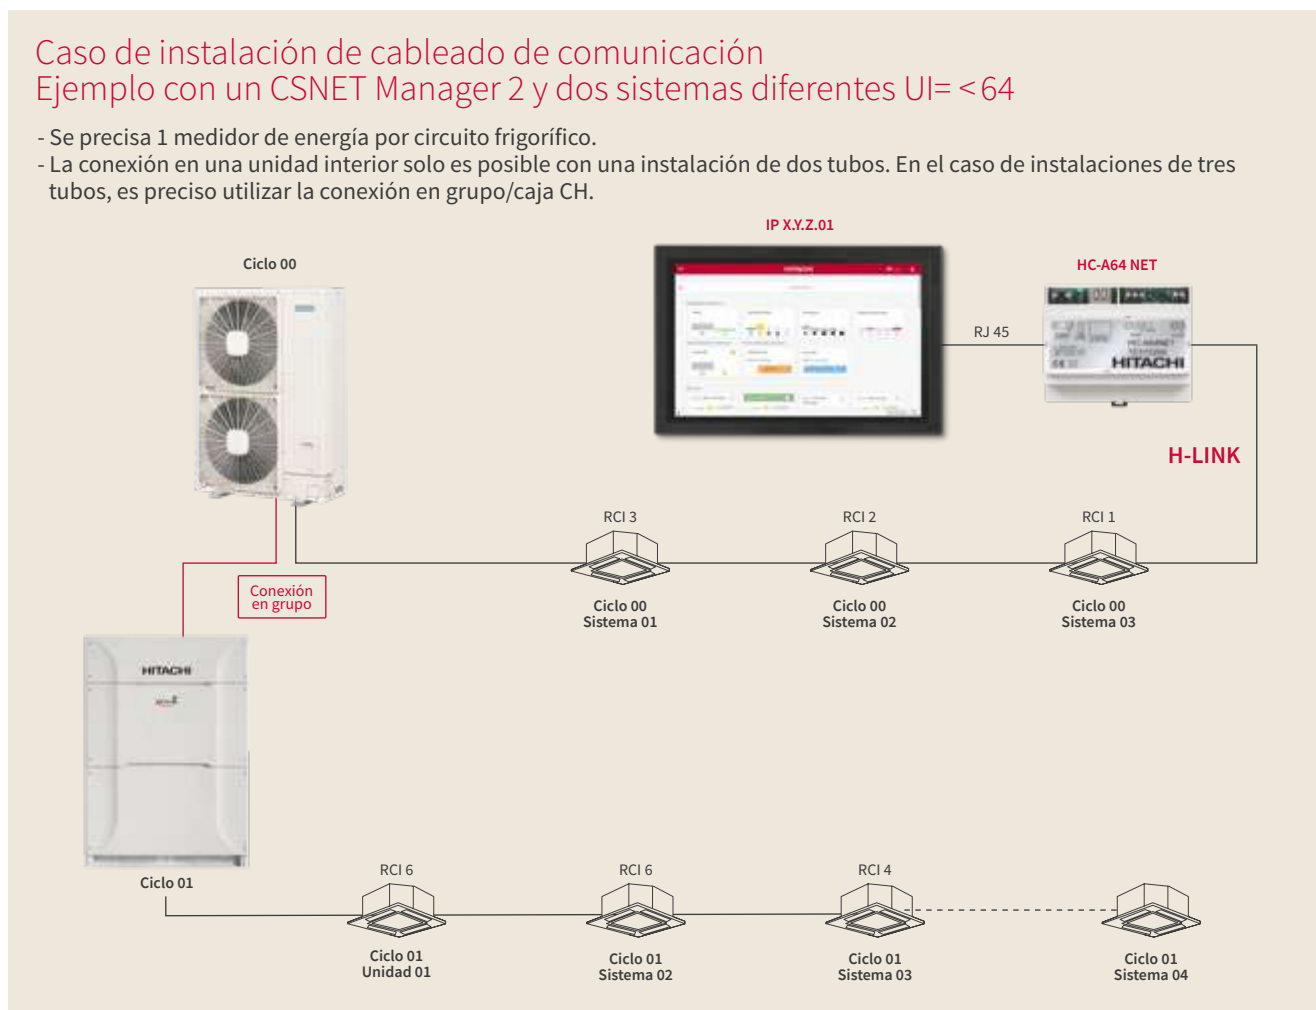 Caso de instalación de cableado de comunicación
Ejemplo con un CSNET Manager 2 y dos sistemas diferentes UI= < 64
- Se precisa 1 medidor de energía por circuito frigorífico.
- La conexión en una unidad interior solo es posible con una instalación de dos tubos. En el caso de instalaciones de tres
tubos, es preciso utilizar la conexión en grupo/caja CH.
IP X.Y.Z.01
Ciclo 00
HC-A64 NET
HITACHI
RJ 45
HITACHI
H-LINK
RCI 3
RCI 2
RCI 1
Conexión
en grupo
Ciclo 00
Sistema 01
Ciclo 00
Sistema 02
Ciclo 00
Sistema 03
HITACHI
Ciclo 01
RCI 6
RCI 6
RCI 4
Ciclo 01
Unidad 01
Ciclo 01
Sistema 02
Ciclo 01
Sistema 03
Ciclo 01
Sistema 04